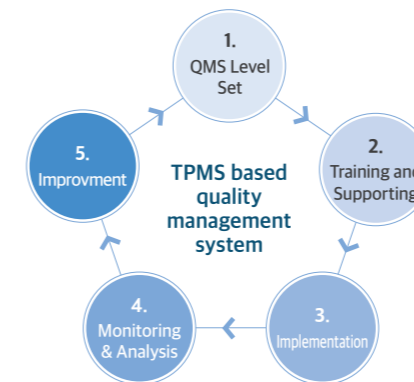 1.
QMS Level
Set
2.
Training and
Supporting
3.
Implementation
4.
Monitoring
& Analysis
5.
Improvment
TPMS based
quality
management
system